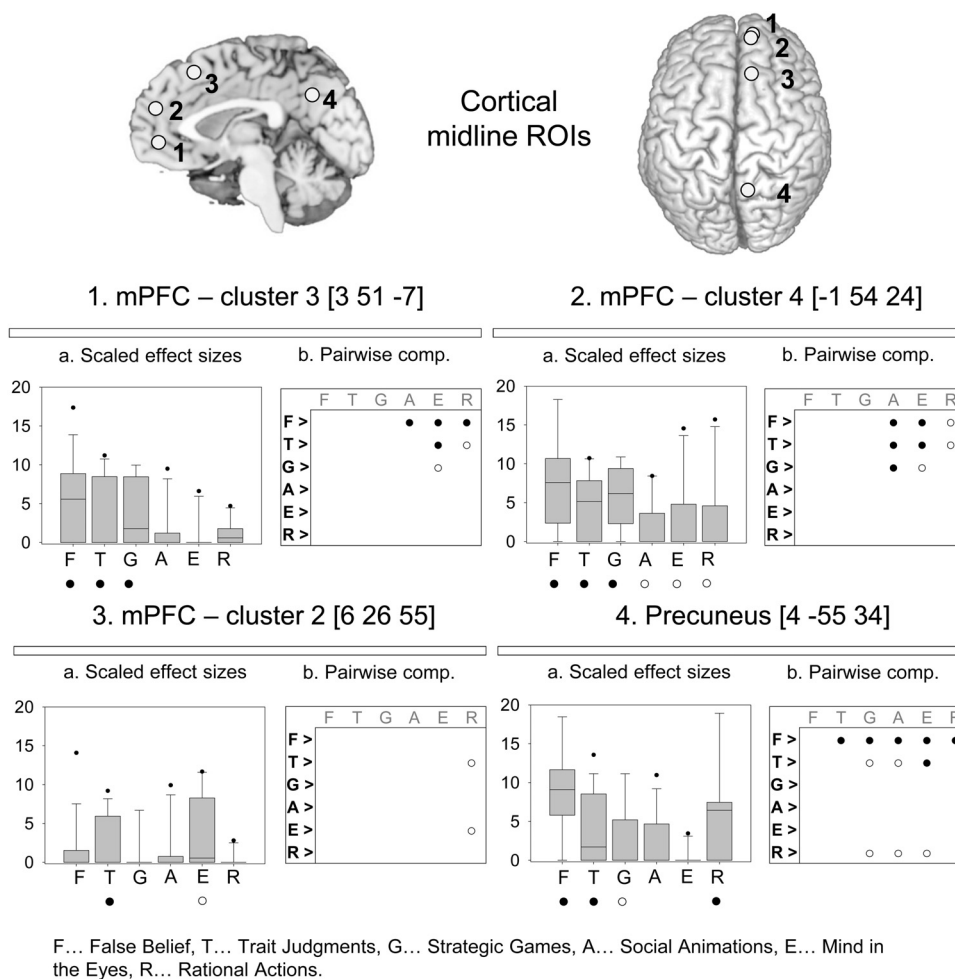 1
2
3
4
Cortical
midline ROIs
1
2
3
4
1. mPFC – cluster 3 [3 51 -7]
a. Scaled effect sizes
b. Pairwise comp.
20
15
10
5
0
F T G A E R
F T G A E R
F >
T >
G >
A >
E >
R >
2. mPFC – cluster 4 [-1 54 24]
a. Scaled effect sizes
b. Pairwise comp.
20
15
10
5
0
F T G A E R
F T G A E R
F >
T >
G >
A >
E >
R >
3. mPFC – cluster 2 [6 26 55]
a. Scaled effect sizes
b. Pairwise comp.
20
15
10
5
0
F T G A E R
F T G A E R
F >
T >
G >
A >
E >
R >
4. Precuneus [4 -55 34]
a. Scaled effect sizes
b. Pairwise comp.
20
15
10
5
0
F T G A E R
F T G A E R
F >
T >
G >
A >
E >
R >
F... False Belief, T... Trait Judgments, G... Strategic Games, A... Social Animations, E... Mind in
the Eyes, R... Rational Actions.